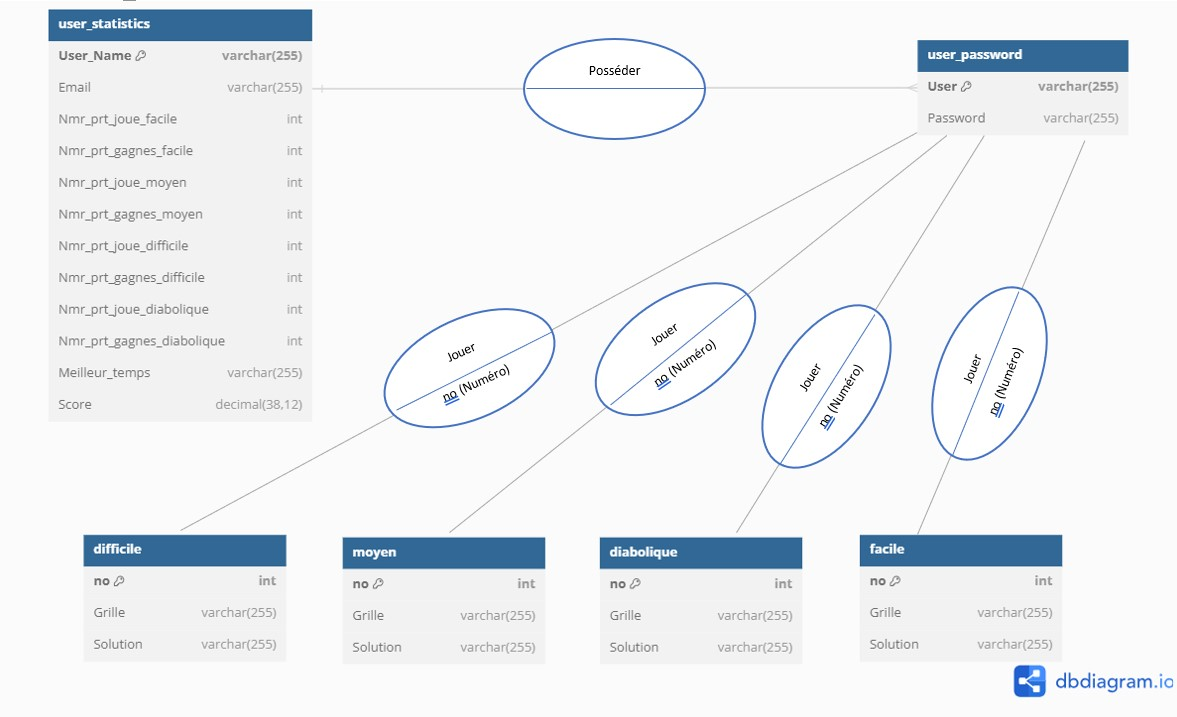 user_statistics
User_Name varchar(255)
Email varchar(255)
Nmr_prt_joue_facile int
Nmr_prt_gagnes_facile int
Nmr_prt_joue_moyen int
Nmr_prt_gagnes_moyen int
Nmr_prt_joue_difficile int
Nmr_prt_gagnes_difficile int
Nmr_prt_joue_diabolique int
Nmr_prt_gagnes_diabolique int
Meilleur_temps varchar(255)
Score decimal(38,12)
Posséder
user_password
User varchar(255)
Password varchar(255)
Jouer
no (Numéro)
Jouer
no (Numéro)
Jouer
no (Numéro)
Jouer
no (Numéro)
difficile
no int
Grille varchar(255)
Solution varchar(255)
moyen
no int
Grille varchar(255)
Solution varchar(255)
diabolique
no int
Grille varchar(255)
Solution varchar(255)
facile
no int
Grille varchar(255)
Solution varchar(255)
dbdiagram.io